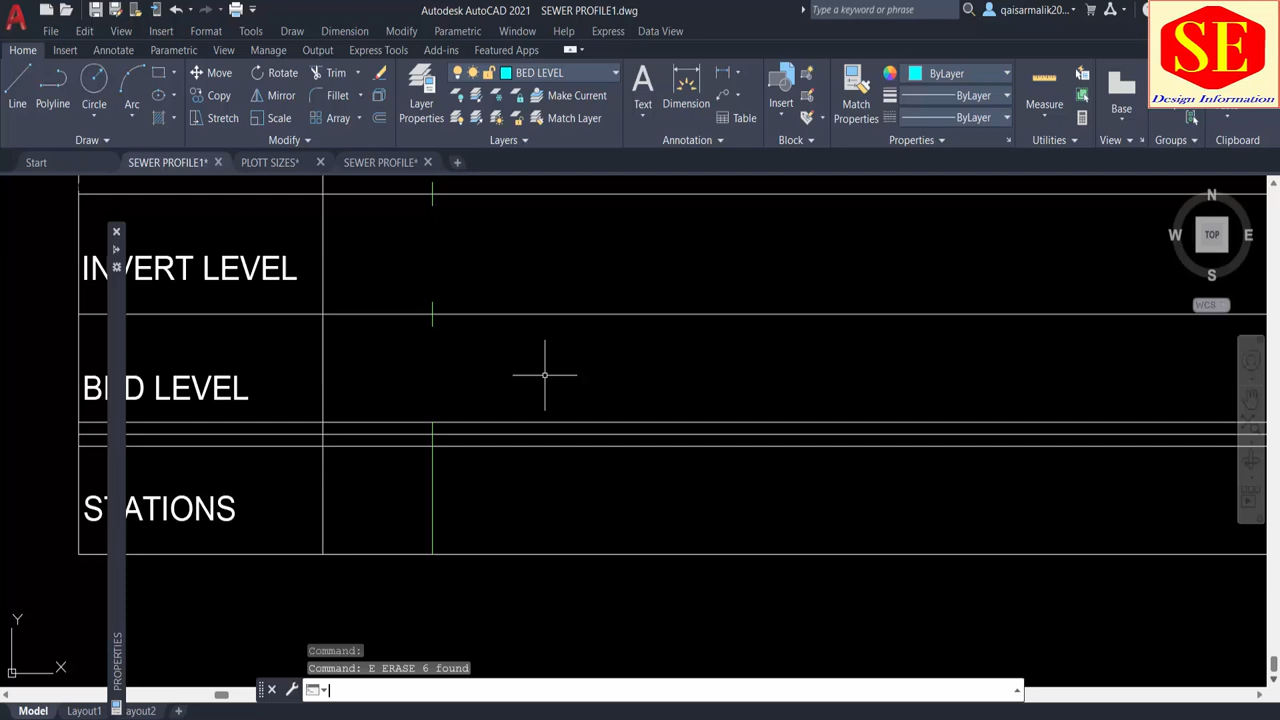 Autodesk AutoCAD 2021 SEWER PROFILE1.dwg
Type a keyword or phrase
qaisarmalik20...
File Edit View Insert Format Tools Draw Dimension Modify Parametric Window Help Express Data View
Home Insert Annotate Parametric View Manage Output Express Tools Add-ins Featured Apps
SE
Design Information
Line
Polyline
Circle
Arc
Move
Rotate
Trim
Copy
Mirror
Fillet
Stretch
Scale
Array
Layer
Properties
BED LEVEL
Make Current
Match Layer
Text
Dimension
Table
Insert
Match
Properties
ByLayer
ByLayer
ByLayer
Measure
Base
Draw
Modify
Layers
Annotation
Block
Properties
Groups
Utilities
View
Clipboard
Start
SEWER PROFILE1*
PLOTT SIZES*
SEWER PROFILE*
N
W
TOP
E
S
WCS
INVERT LEVEL
BED LEVEL
STATIONS
PROPERTIES
Y
X
Command:
Command: E ERASE 6 found
Model
Layout1
ayout2